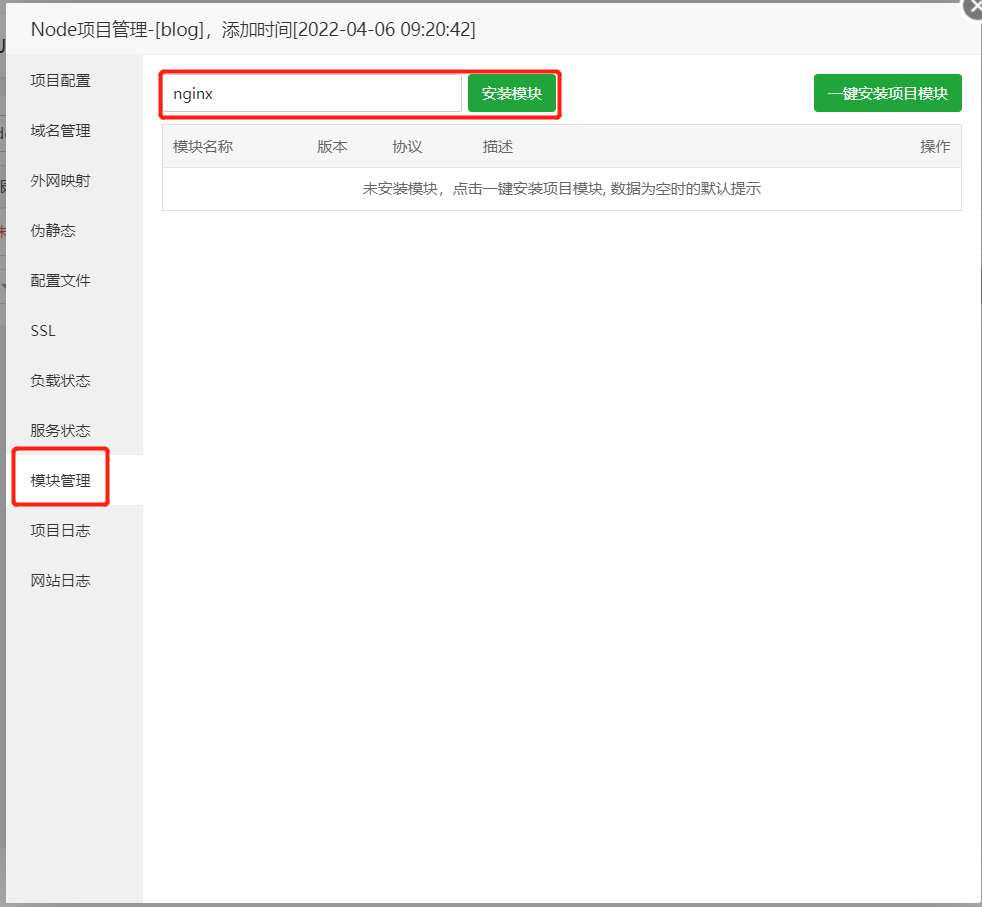 Node项目管理-[blog]，添加时间[2022-04-06 09:20:42]
项目配置
域名管理
外网映射
伪静态
配置文件
SSL
负载状态
服务状态
模块管理
项目日志
网站日志
nginx 安装模块 一键安装项目模块
模块名称 版本 协议 描述 操作
未安装模块，点击一键安装项目模块, 数据为空时的默认提示